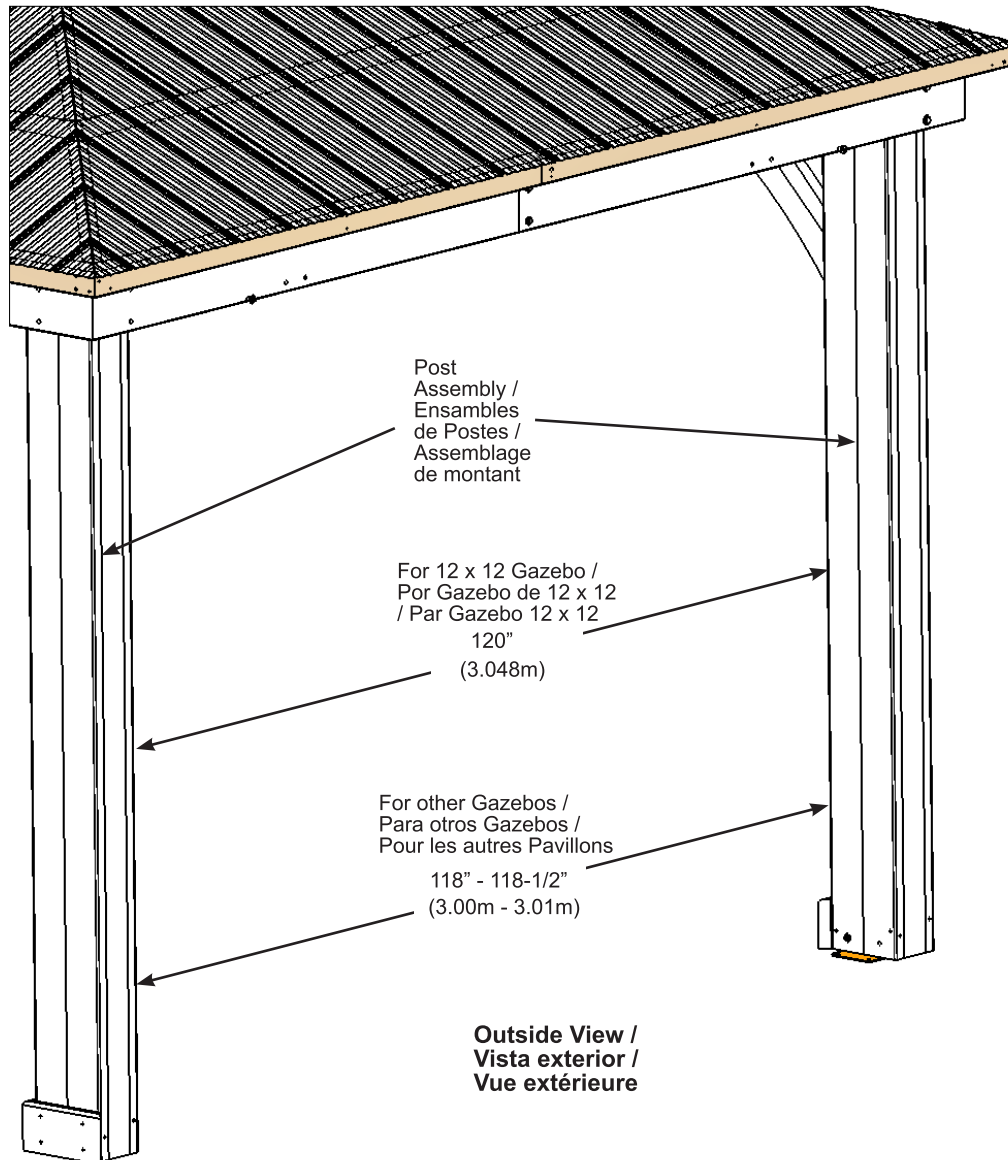 Post
Assembly /
Ensambles
de Postes /
Assemblage
de montant
For 12 x 12 Gazebo /
Por Gazebo de 12 x 12
/ Par Gazebo 12 x 12
120”
(3.048m)
For other Gazebos /
Para otros Gazebos /
Pour les autres Pavillons
118” - 118-1/2”
(3.00m - 3.01m)
Outside View /
Vista exterior /
Vue extérieure